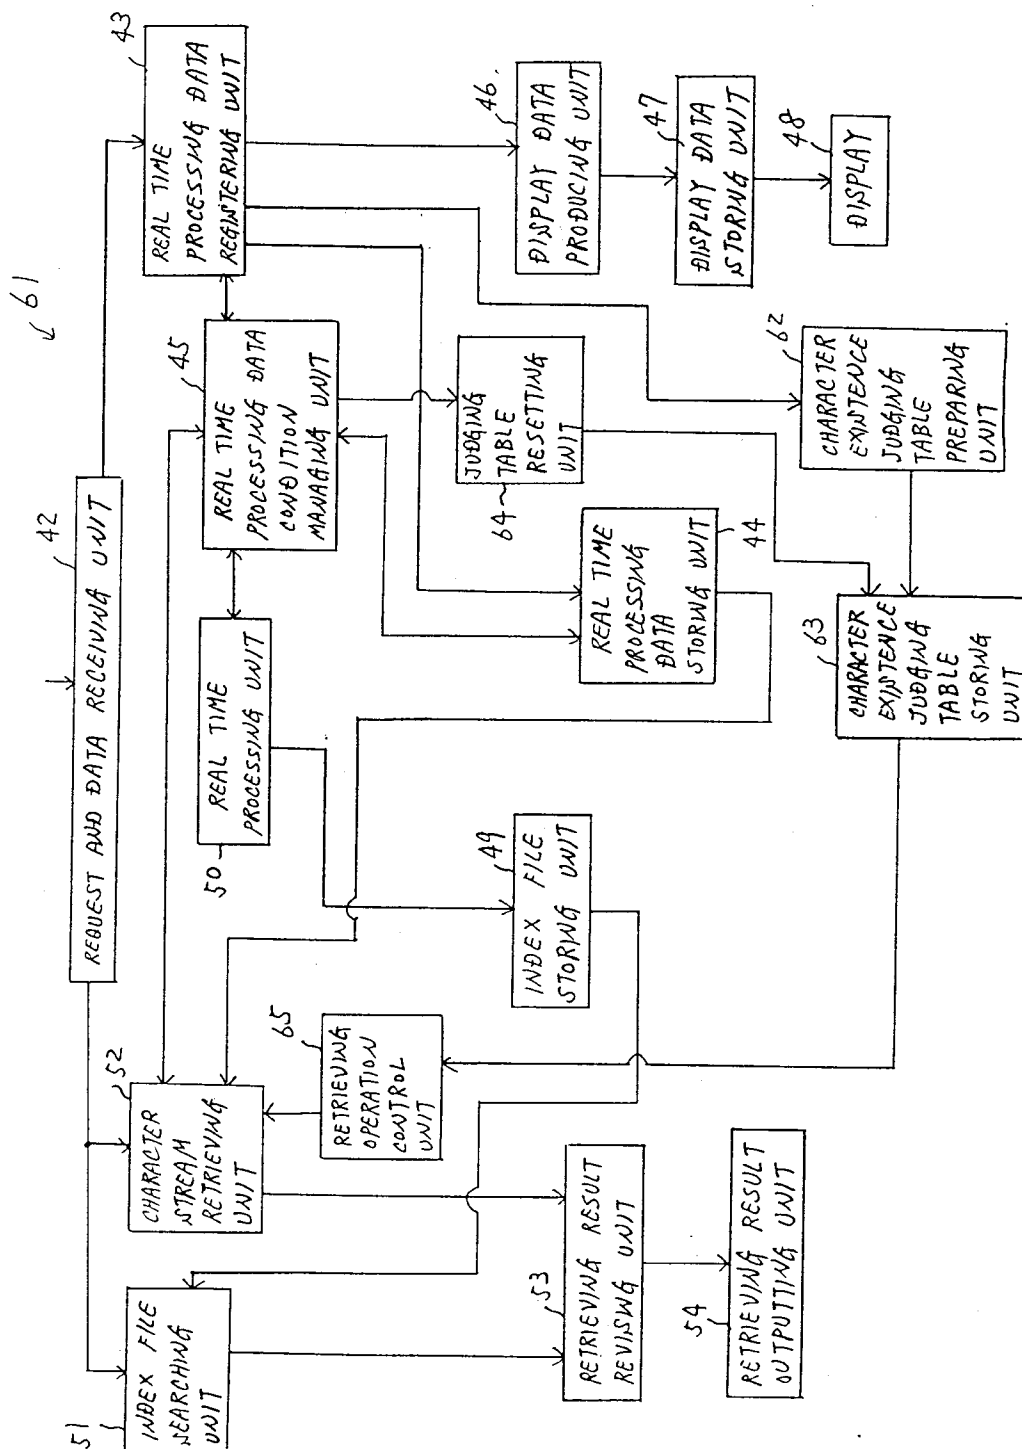 61
42
REQUEST AND DATA RECEIVING UNIT
51
INDEX FILE
SEARCHING
UNIT
52
CHARACTER
STREAM
RETRIEVING
UNIT
50
REAL TIME
PROCESSING UNIT
45
REAL TIME
PROCESSING DATA
CONDITION
MANAGING UNIT
43
REAL TIME
PROCESSING DATA
REGISTERING UNIT
65
RETRIEVING
OPERATION
CONTROL
UNIT
49
INDEX FILE
STORING UNIT
64
JUDGING
TABLE
RESETTING
UNIT
46
DISPLAY DATA
PRODUCING UNIT
44
REAL TIME
PROCESSING
DATA
STORING UNIT
47
DISPLAY DATA
STORING UNIT
48
DISPLAY
53
RETRIEVING RESULT
REVISING UNIT
54
RETRIEVING RESULT
OUTPUTTING UNIT
62
CHARACTER
EXISTENCE
JUDGING
TABLE
PREPARING
UNIT
63
CHARACTER
EXISTENCE
JUDGING
TABLE
STORING
UNIT